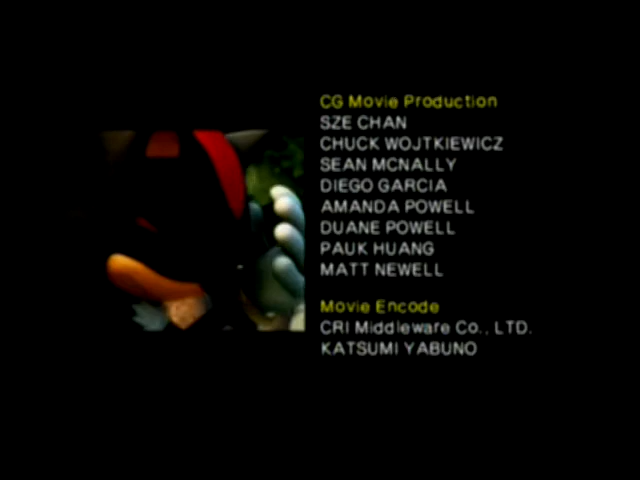 CG Movie Production
SZE CHAN
CHUCK WOJTKIEWICZ
SEAN MCNALLY
DIEGO GARCIA
AMANDA POWELL
DUANE POWELL
PAUK HUANG
MATT NEWELL
Movie Encode
CRI Middleware Co., LTD.
KATSUMI YABUNO